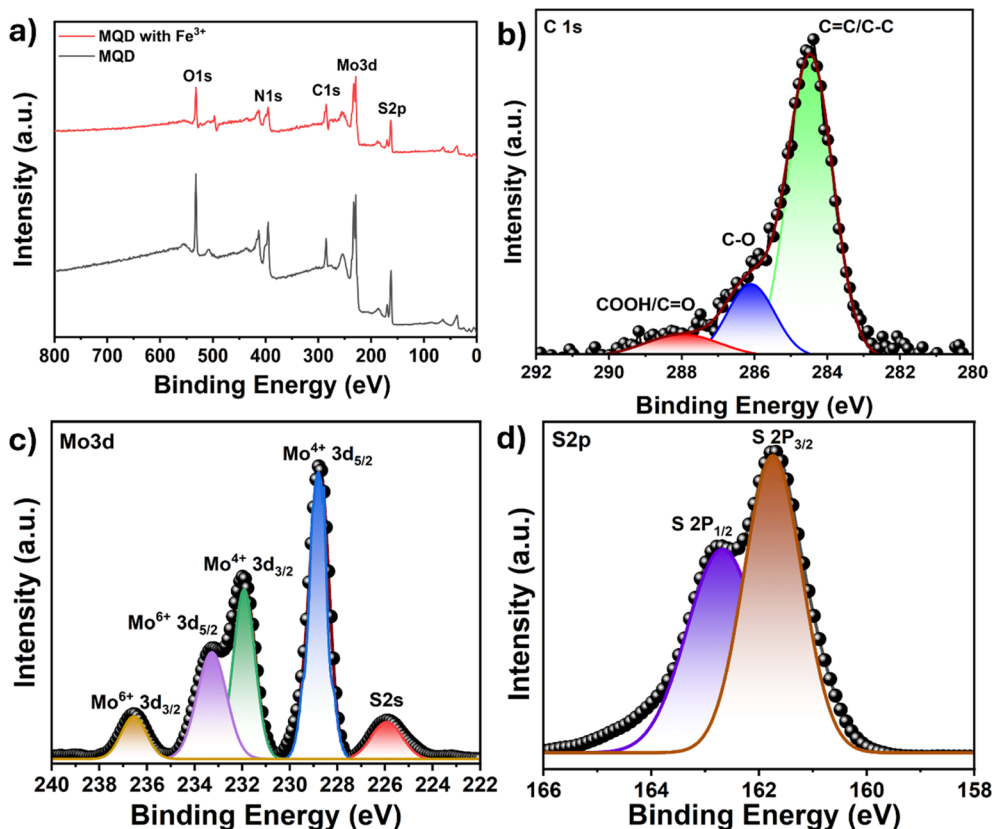 a)
MQD with Fe³⁺
MQD
O1s
N1s
C1s
Mo3d
S2p
Intensity (a.u.)
800 700 600 500 400 300 200 100 0
Binding Energy (eV)
b)
C 1s
C=C/C-C
C-O
COOH/C=O
Intensity (a.u.)
292 290 288 286 284 282 280
Binding Energy (eV)
c)
Mo3d
Mo⁴⁺ 3d₅/₂
Mo⁴⁺ 3d₃/₂
Mo⁶⁺ 3d₅/₂
Mo⁶⁺ 3d₃/₂
S2s
Intensity (a.u.)
240 238 236 234 232 230 228 226 224 222
Binding Energy (eV)
d)
S2p
S 2P₃/₂
S 2P₁/₂
Intensity (a.u.)
166 164 162 160 158
Binding Energy (eV)